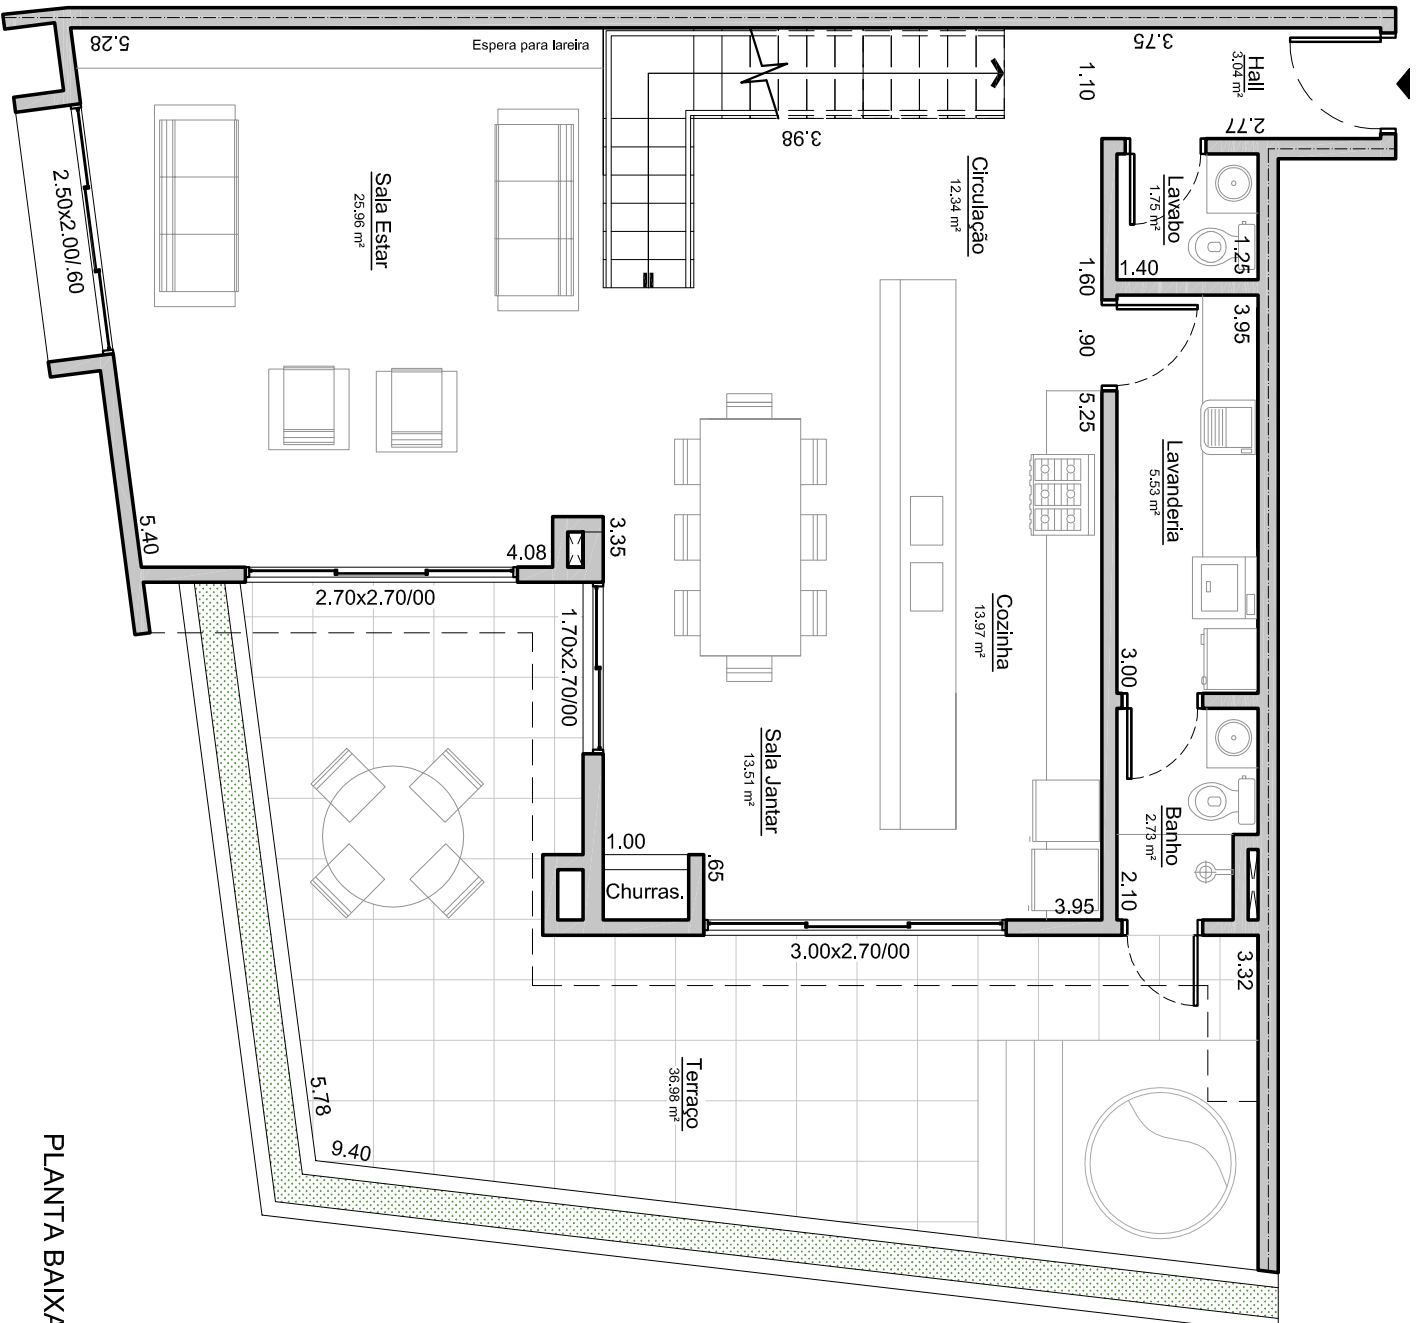 5.28
Espera para lareira
3.75
Hall
3.04 m²
1.10
2.77
3.98
Circulação
12.34 m²
Lavabo
1.75 m²
1.25
1.40
1.60
Sala Estar
25.96 m²
2.50x2.00/.60
3.95
.90
5.25
Lavanderia
5.53 m²
5.40
4.08
3.35
2.70x2.70/00
1.70x2.70/00
Cozinha
13.97 m²
3.00
Sala Jantar
13.51 m²
Banho
2.73 m²
1.00
.65
Churras.
2.10
3.95
3.00x2.70/00
3.32
Terraço
36.98 m²
5.78
9.40
PLANTA BAIXA